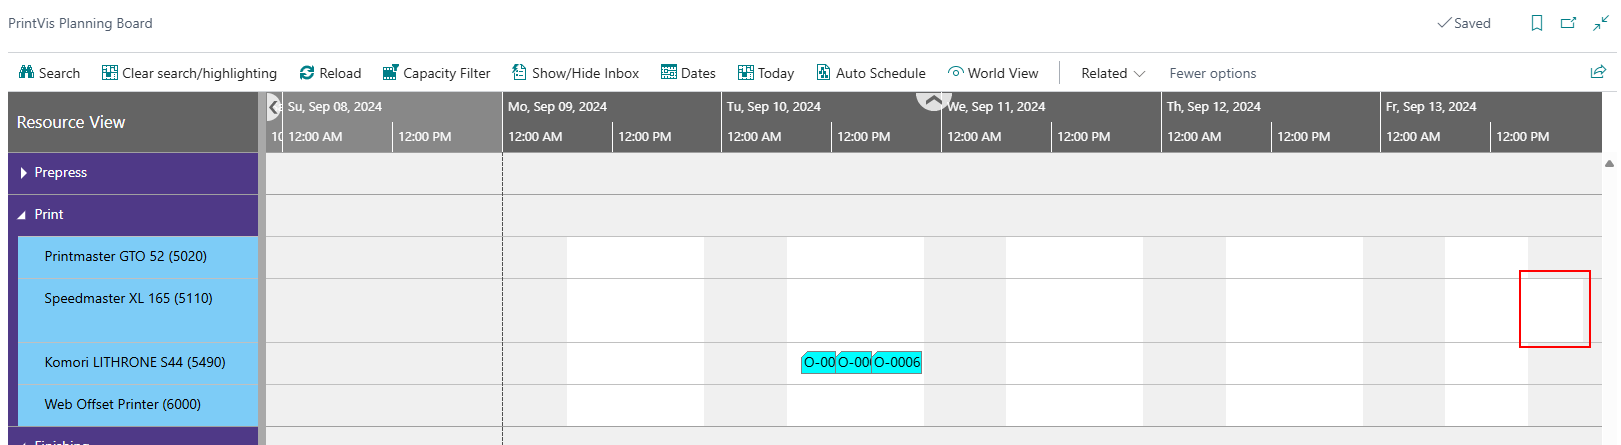 PrintVis Planning Board
Saved
Search Clear search/highlighting Reload Capacity Filter Show/Hide Inbox Dates Today Auto Schedule World View Related Fewer options
Resource View
Su, Sep 08, 2024 Mo, Sep 09, 2024 Tu, Sep 10, 2024 We, Sep 11, 2024 Th, Sep 12, 2024 Fr, Sep 13, 2024
12:00 AM 12:00 PM 12:00 AM 12:00 PM 12:00 AM 12:00 PM 12:00 AM 12:00 PM 12:00 AM 12:00 PM 12:00 AM 12:00 PM
Prepress
Print
Printmaster GTO 52 (5020)
Speedmaster XL 165 (5110)
Komori LITHRONE S44 (5490) O-00 O-00 O-0006
Web Offset Printer (6000)
Finishing